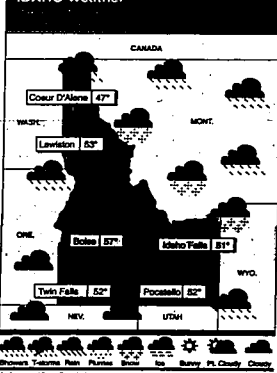 IDAHO Weather
CANADA
Coeur D'Alene 47°
WASH.
MONT.
Lewiston 53°
ORE.
Boise 57°
Idaho Falls 51°
WYO.
Twin Falls 52°
Pocatello 52°
NEV.
UTAH
Showers T-storms Rain Flurries Snow Ice Sunny Pt. Cloudy Cloudy